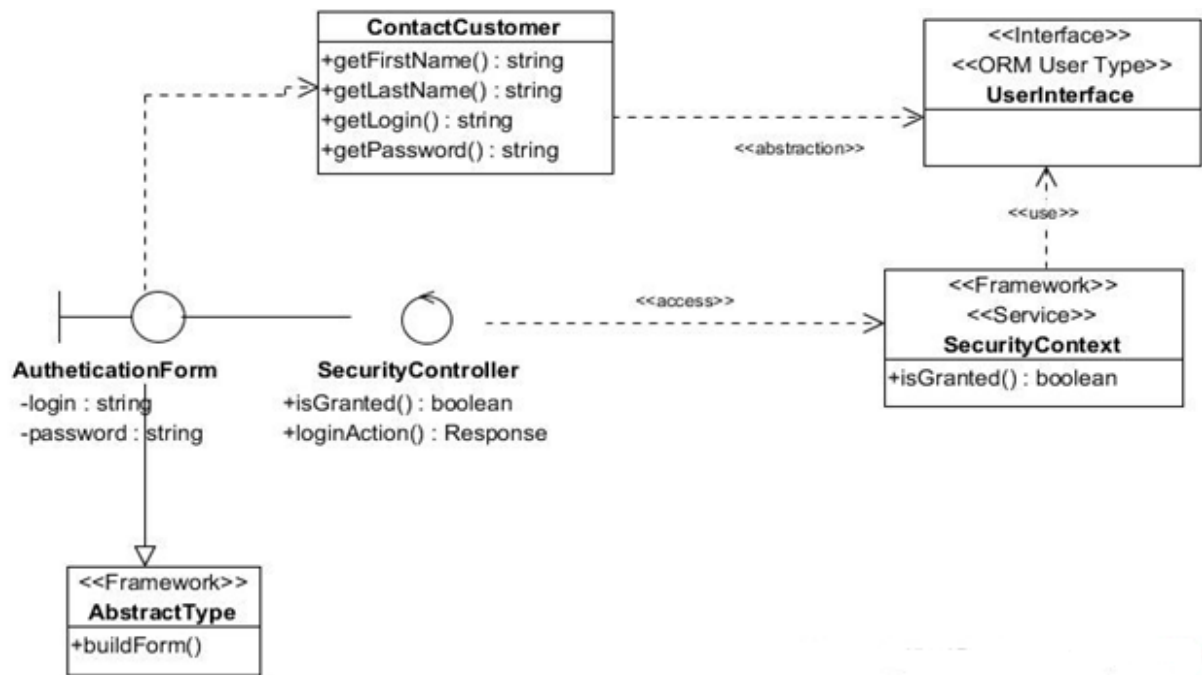 ContactCustomer
+getFirstName() : string
+getLastName() : string
+getLogin() : string
+getPassword() : string
<<abstraction>>
<<Interface>>
<<ORM User Type>>
UserInterface
<<use>>
AutheticationForm
-login : string
-password : string
SecurityController
+isGranted() : boolean
+loginAction() : Response
<<access>>
<<Framework>>
<<Service>>
SecurityContext
+isGranted() : boolean
<<Framework>>
AbstractType
+buildForm()